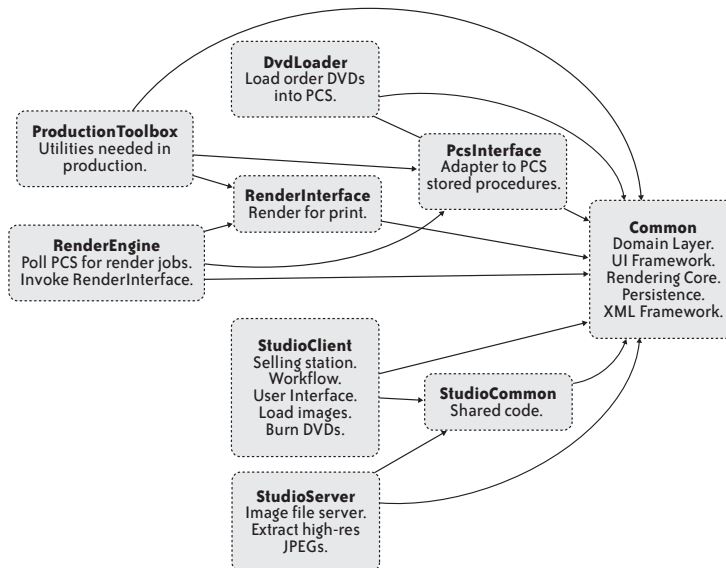 DvdLoader
Load order DVDs
into PCS.
ProductionToolbox
Utilities needed in
production.
PcsInterface
Adapter to PCS
stored procedures.
RenderInterface
Render for print.
RenderEngine
Poll PCS for render jobs.
Invoke RenderInterface.
Common
Domain Layer.
UI Framework.
Rendering Core.
Persistence.
XML Framework.
StudioClient
Selling station.
Workflow.
User Interface.
Load images.
Burn DVDs.
StudioCommon
Shared code.
StudioServer
Image file server.
Extract high-res
JPEGs.